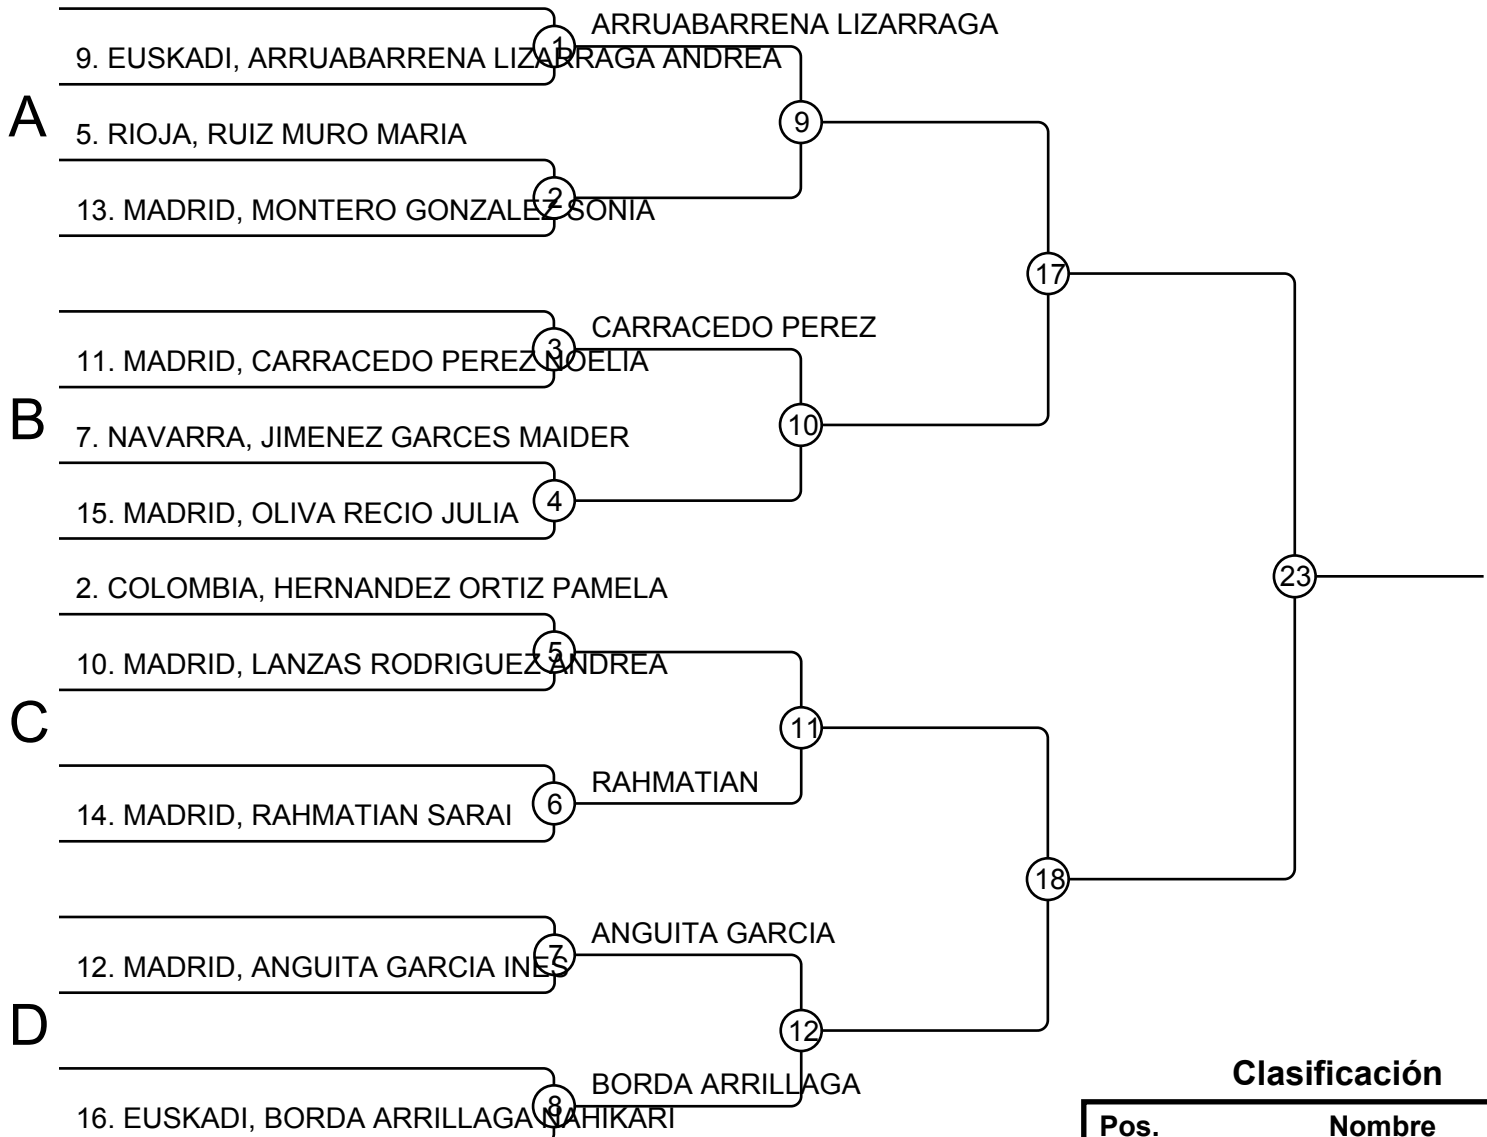 ARRUABARRENA LIZARRAGA
1
9. EUSKADI, ARRUABARRENA LIZARRAGA ANDREA
A
9
5. RIOJA, RUIZ MURO MARIA
2
13. MADRID, MONTERO GONZALEZ SONIA
17
CARRACEDO PEREZ
3
11. MADRID, CARRACEDO PEREZ NOELIA
B
10
7. NAVARRA, JIMENEZ GARCES MAIDER
4
15. MADRID, OLIVA RECIO JULIA
23
2. COLOMBIA, HERNANDEZ ORTIZ PAMELA
5
10. MADRID, LANZAS RODRIGUEZ ANDREA
C
11
RAHMATIAN
6
14. MADRID, RAHMATIAN SARAI
18
ANGUITA GARCIA
7
12. MADRID, ANGUITA GARCIA INES
D
12
BORDA ARRILLAGA
8
16. EUSKADI, BORDA ARRILLAGA NAHIKARI
Clasificación
Pos. Nombre